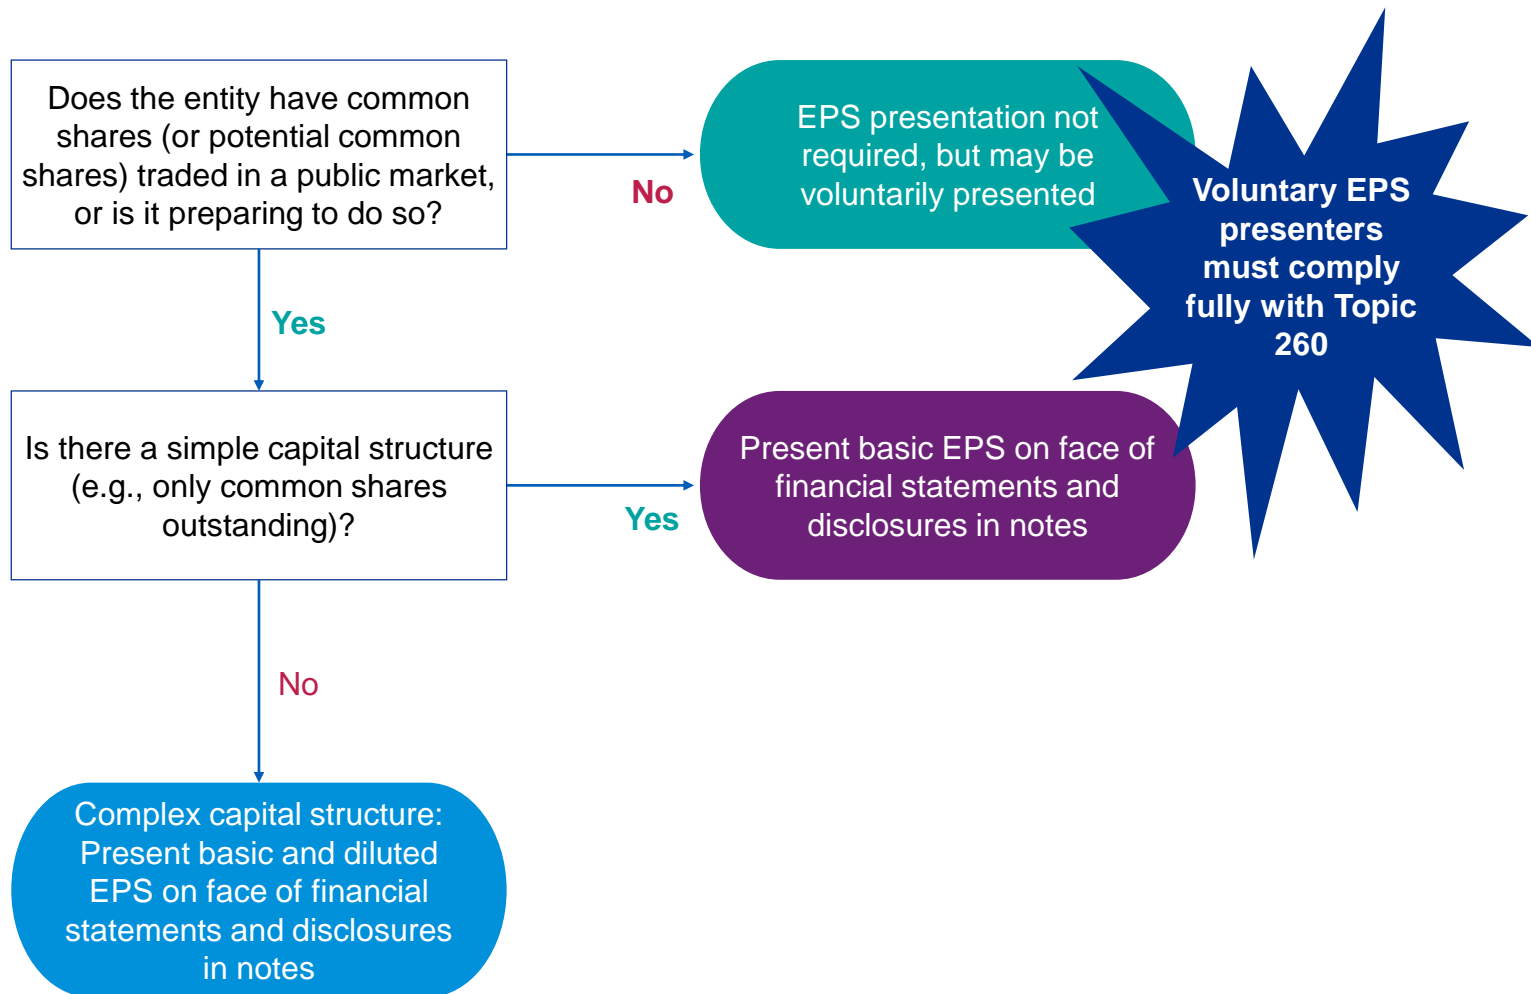 Does the entity have common
shares (or potential common
shares) traded in a public market,
or is it preparing to do so?
No
EPS presentation not
required, but may be
voluntarily presented
Voluntary EPS
presenters
must comply
fully with Topic
260
Yes
Is there a simple capital structure
(e.g., only common shares
outstanding)?
Yes
Present basic EPS on face of
financial statements and
disclosures in notes
No
Complex capital structure:
Present basic and diluted
EPS on face of financial
statements and disclosures
in notes